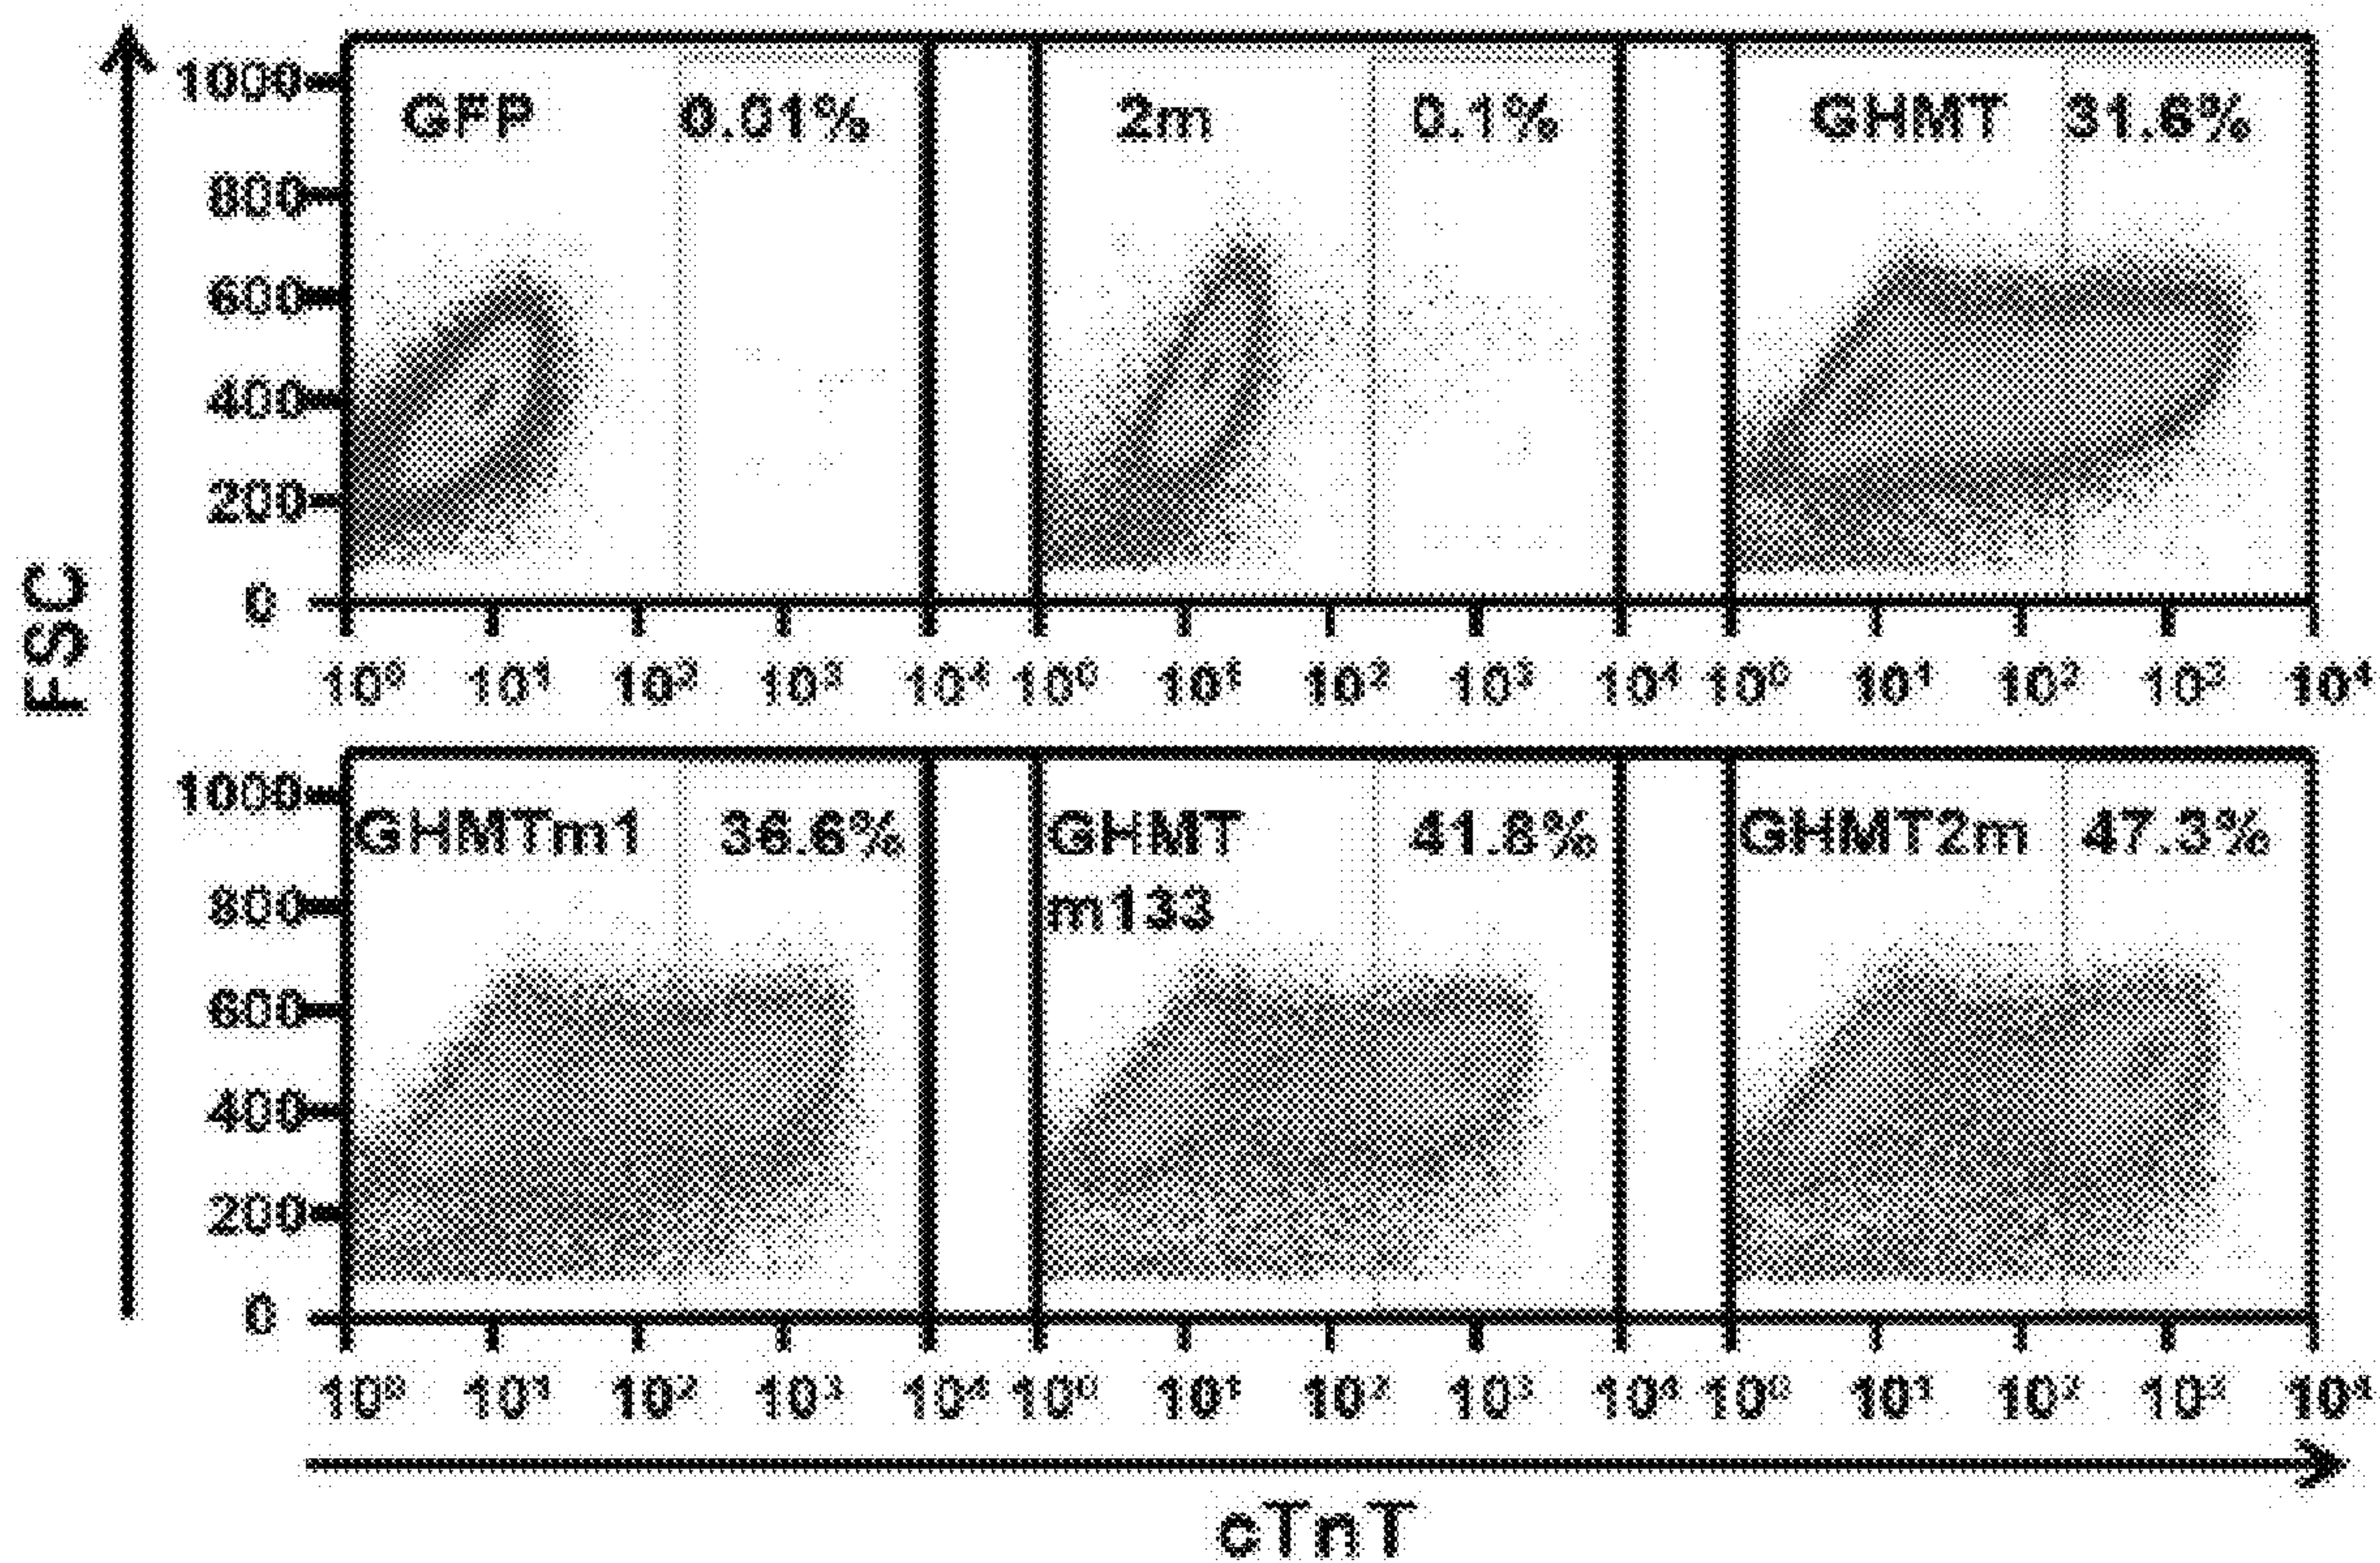 FSC
1000
800
600
400
200
0
GFP 0.01%
2m 0.1%
GHMT 31.6%
10⁰ 10¹ 10² 10³ 10⁴ 10⁰ 10¹ 10² 10³ 10⁴ 10⁰ 10¹ 10² 10³ 10⁴
1000
800
600
400
200
0
GHMTm1 36.6%
GHMT 41.8%
m133
GHMT2m 47.3%
10⁰ 10¹ 10² 10³ 10⁴ 10⁰ 10¹ 10² 10³ 10⁴ 10⁰ 10¹ 10² 10³ 10⁴
cTnT